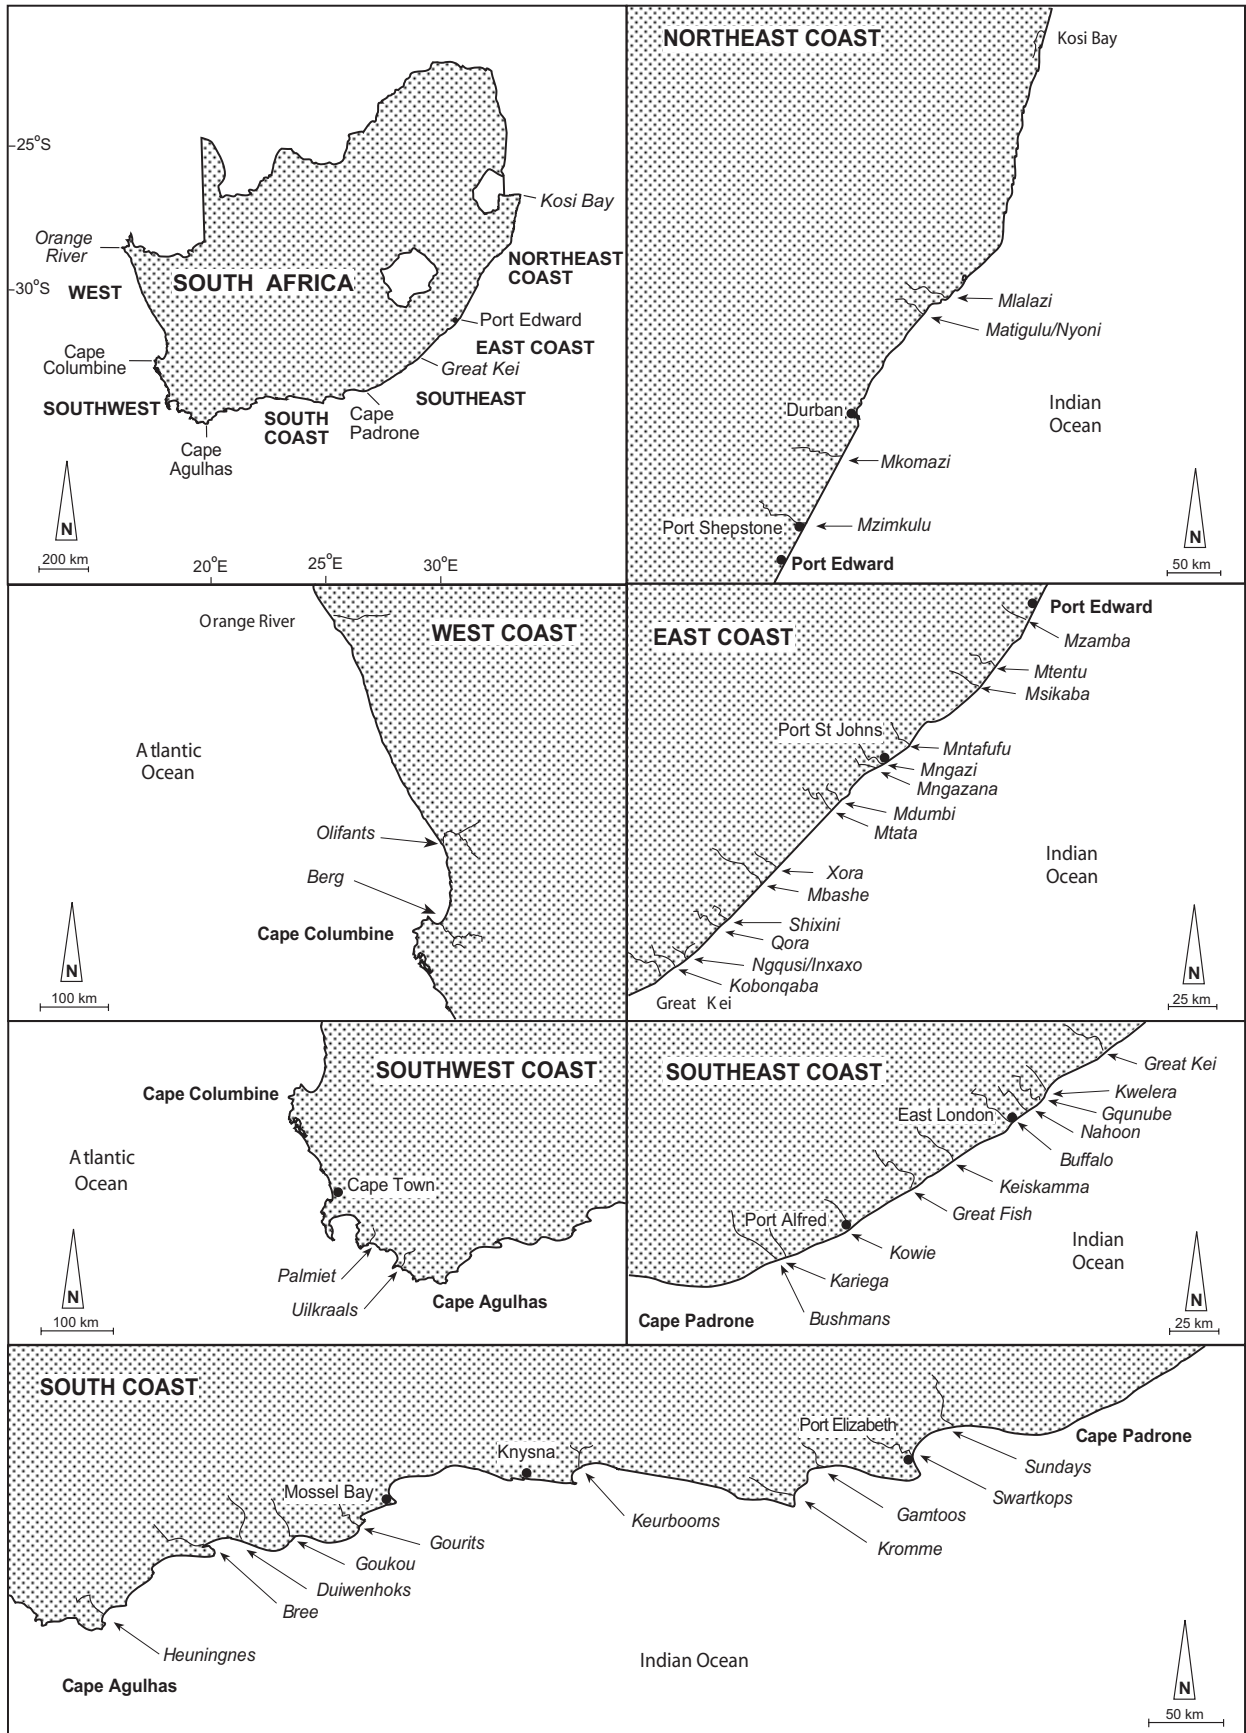 –25°S
Orange
River
–30°S
WEST
SOUTH AFRICA
Kosi Bay
NORTHEAST
COAST
Port Edward
EAST COAST
Great Kei
Cape
Columbine
SOUTHWEST
SOUTH
COAST
Cape
Padrone
SOUTHEAST
Cape
Agulhas
N
200 km
20°E
25°E
30°E
NORTHEAST COAST
Kosi Bay
Mlalazi
Matigulu/Nyoni
Durban
Indian
Ocean
Mkomazi
Port Shepstone
Mzimkulu
Port Edward
N
50 km
Orange River
WEST COAST
Atlantic
Ocean
Olifants
Berg
Cape Columbine
N
100 km
EAST COAST
Port Edward
Mzamba
Mtentu
Msikaba
Port St Johns
Mntafufu
Mngazi
Mngazana
Mdumbi
Mtata
Indian
Ocean
Xora
Mbashe
Shixini
Qora
Ngqusi/Inxaxo
Kobonqaba
Great Kei
N
25 km
SOUTHWEST COAST
Cape Columbine
Atlantic
Ocean
Cape Town
Palmiet
Uilkraals
Cape Agulhas
N
100 km
SOUTHEAST COAST
Great Kei
Kwelera
Gqunube
Nahoon
East London
Buffalo
Keiskamma
Great Fish
Port Alfred
Kowie
Indian
Ocean
Kariega
Bushmans
Cape Padrone
N
25 km
SOUTH COAST
Port Elizabeth
Cape Padrone
Knysna
Sundays
Mossel Bay
Swartkops
Keurbooms
Gamtoos
Gourits
Kromme
Goukou
Duiwenhoks
Bree
Heuningnes
Indian Ocean
Cape Agulhas
N
50 km